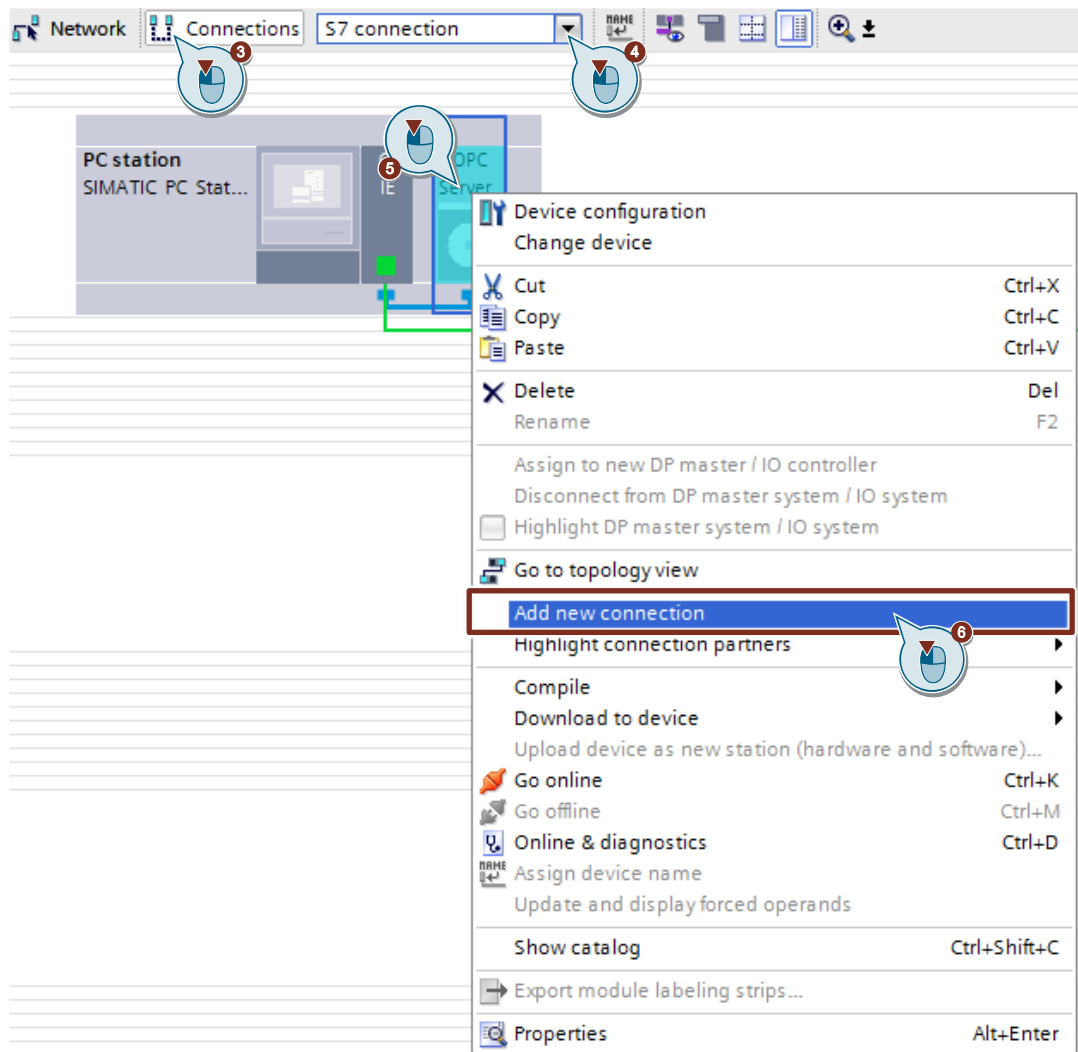 Network Connections S7 connection NAME
3
4
5
PC station
SIMATIC PC Stat...
IE
OPC
Server
Device configuration
Change device
Cut Ctrl+X
Copy Ctrl+C
Paste Ctrl+V
Delete Del
Rename F2
Assign to new DP master / IO controller
Disconnect from DP master system / IO system
Highlight DP master system / IO system
Go to topology view
Add new connection
6
Highlight connection partners
Compile
Download to device
Upload device as new station (hardware and software)...
Go online Ctrl+K
Go offline Ctrl+M
Online & diagnostics Ctrl+D
NAME Assign device name
Update and display forced operands
Show catalog Ctrl+Shift+C
Export module labeling strips...
Properties Alt+Enter